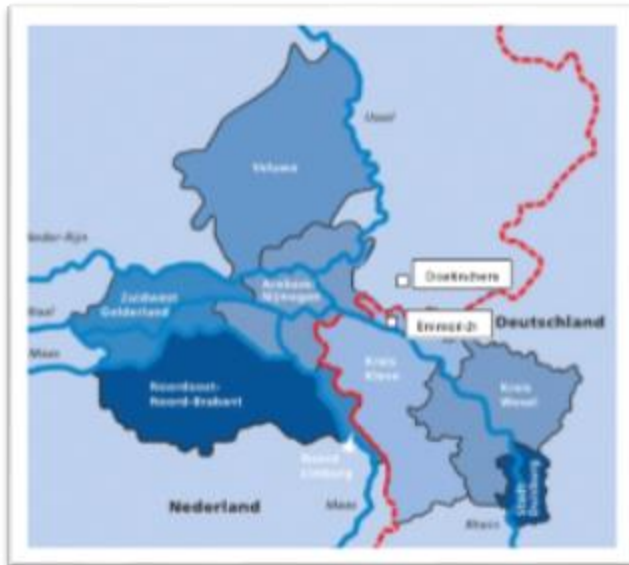 IJssel
Veluwe
Neder-Rijn
Arnhem-
Nijmegen
Zuidwest
Gelderland
Waal
Maas
Emmerich
Deutschland
Kreis
Kleve
Kreis
Wesel
Noordoost-
Noord-Brabant
Noord
Limburg
Stadt
Duisburg
Nederland
Maas
Rhein